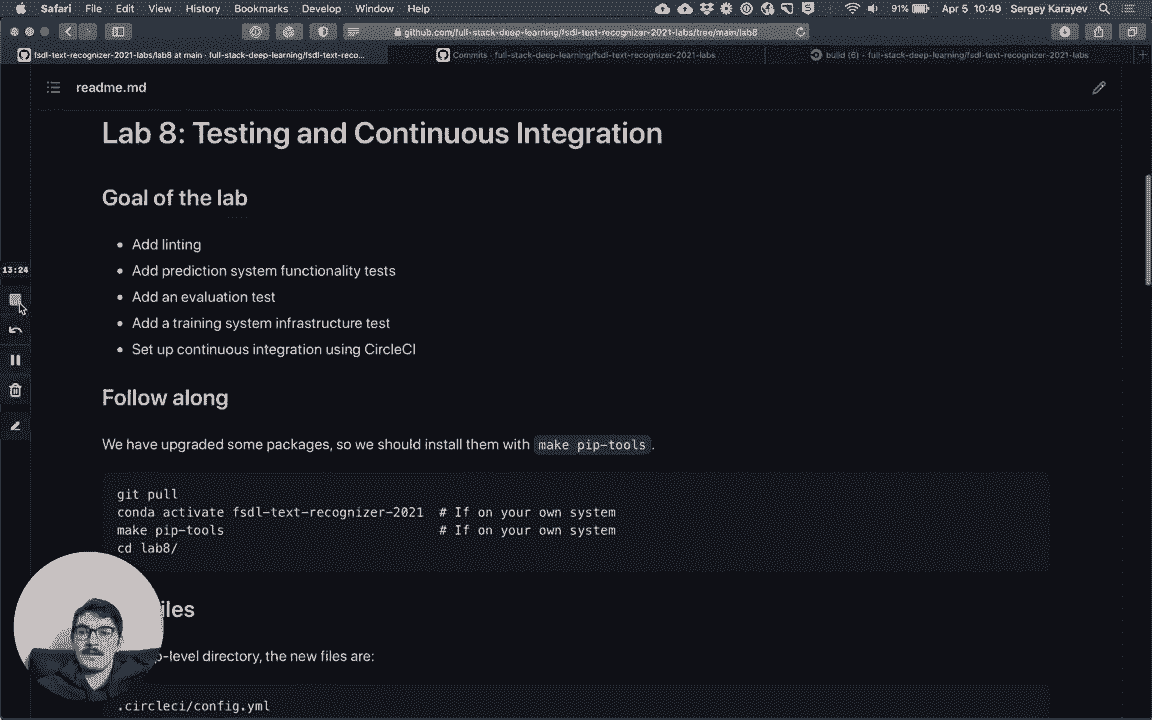 Safari File Edit View History Bookmarks Develop Window Help 91% Apr 5 10:49 Sergey Karayev
github.com/full-stack-deep-learning/fsdl-text-recognizer-2021-labs/tree/main/lab8
fsdl-text-recognizer-2021-labs/lab8 at main · full-stack-deep-learning/fsdl-text-reco... Commits · full-stack-deep-learning/fsdl-text-recognizer-2021-labs build (6) · full-stack-deep-learning/fsdl-text-recognizer-2021-labs
readme.md
Lab 8: Testing and Continuous Integration
Goal of the lab
• Add linting
• Add prediction system functionality tests
13:24
• Add an evaluation test
• Add a training system infrastructure test
• Set up continuous integration using CircleCI
Follow along
We have upgraded some packages, so we should install them with make pip-tools.
git pull
conda activate fsdl-text-recognizer-2021 # If on your own system
make pip-tools # If on your own system
cd lab8/
iles
p-level directory, the new files are:
.circleci/config.yml